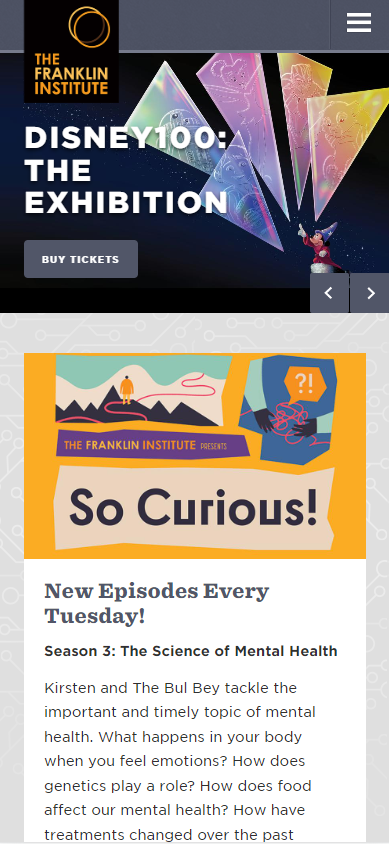 THE
FRANKLIN
INSTITUTE
DISNEY100:
THE
EXHIBITION
BUY TICKETS
?!
THE FRANKLIN INSTITUTE PRESENTS
So Curious!
New Episodes Every
Tuesday!
Season 3: The Science of Mental Health
Kirsten and The Bul Bey tackle the
important and timely topic of mental
health. What happens in your body
when you feel emotions? How does
genetics play a role? How does food
affect our mental health? How have
treatments changed over the past